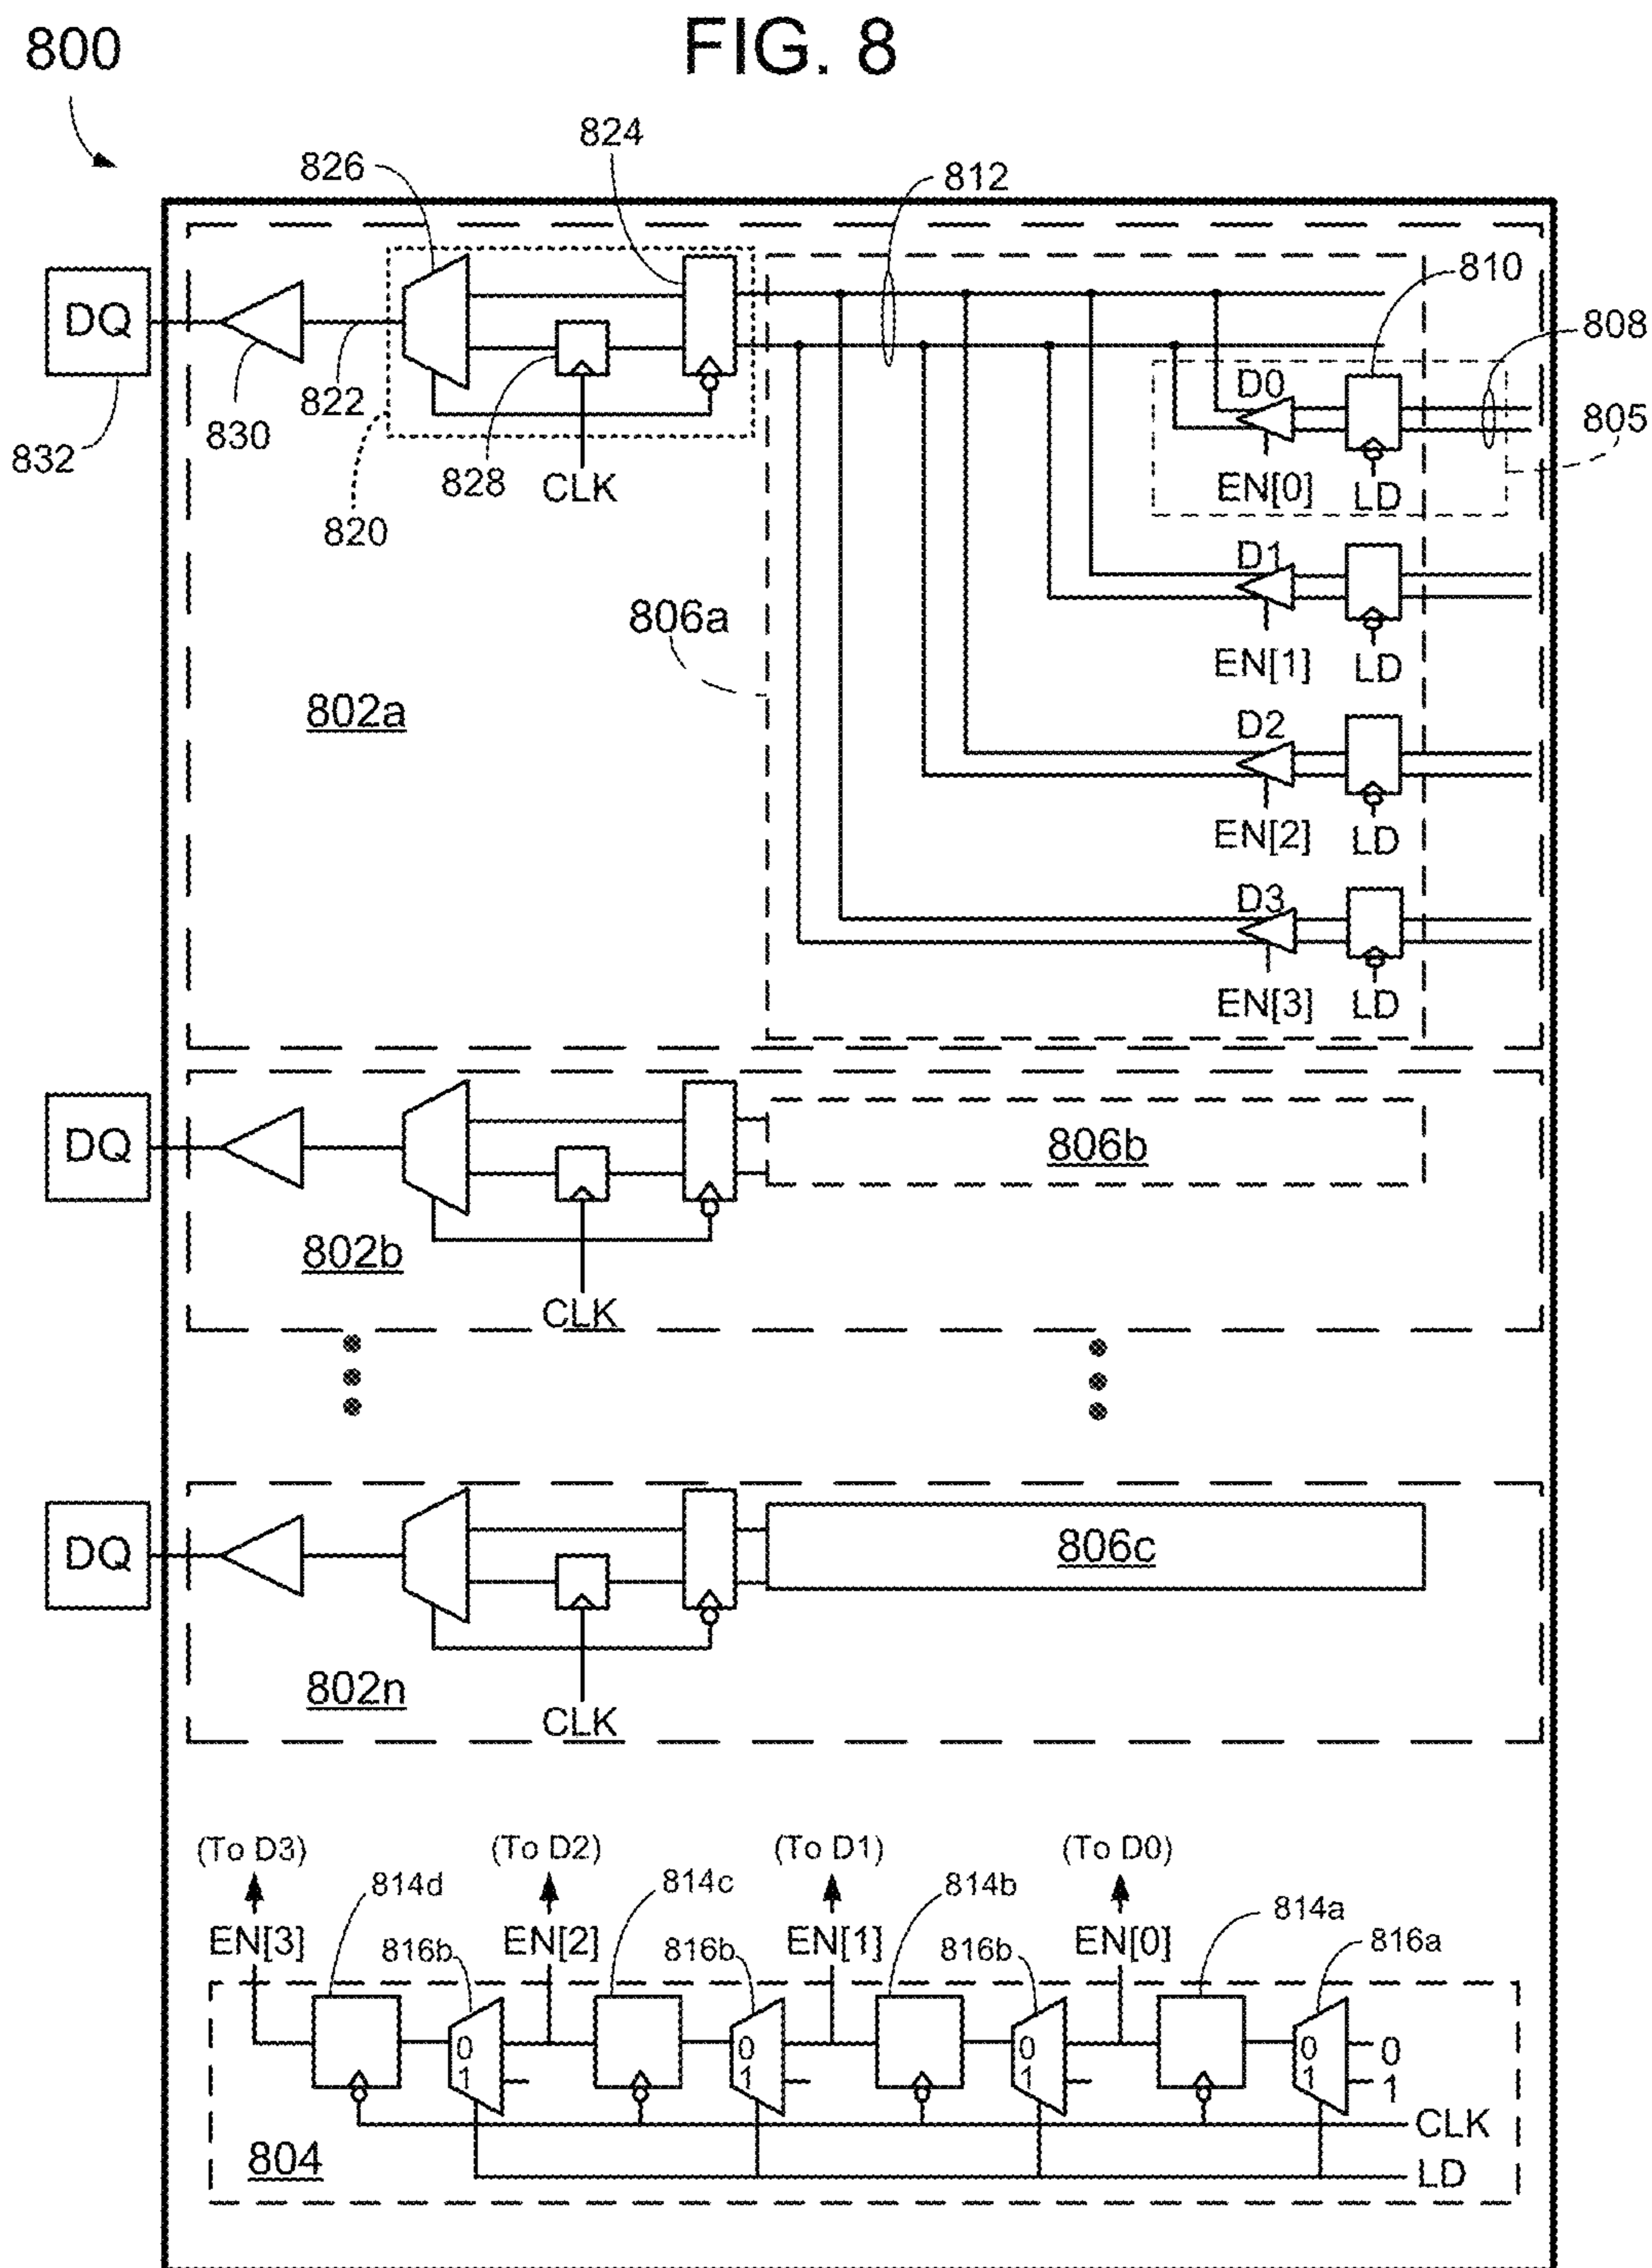 FIG. 8
800
824
826
812
810
808
DQ
D0
805
822
830
832
828
CLK
EN[0]
LD
820
D1
806a
EN[1]
LD
802a
D2
EN[2]
LD
D3
EN[3]
LD
DQ
806b
802b
CLK
DQ
806c
802n
CLK
(To D3)
(To D2)
(To D1)
(To D0)
814d
814c
814b
814a
EN[3]
816b
EN[2]
816b
EN[1]
816b
EN[0]
816a
0
0
0
0
0
1
1
1
1
1
CLK
804
LD